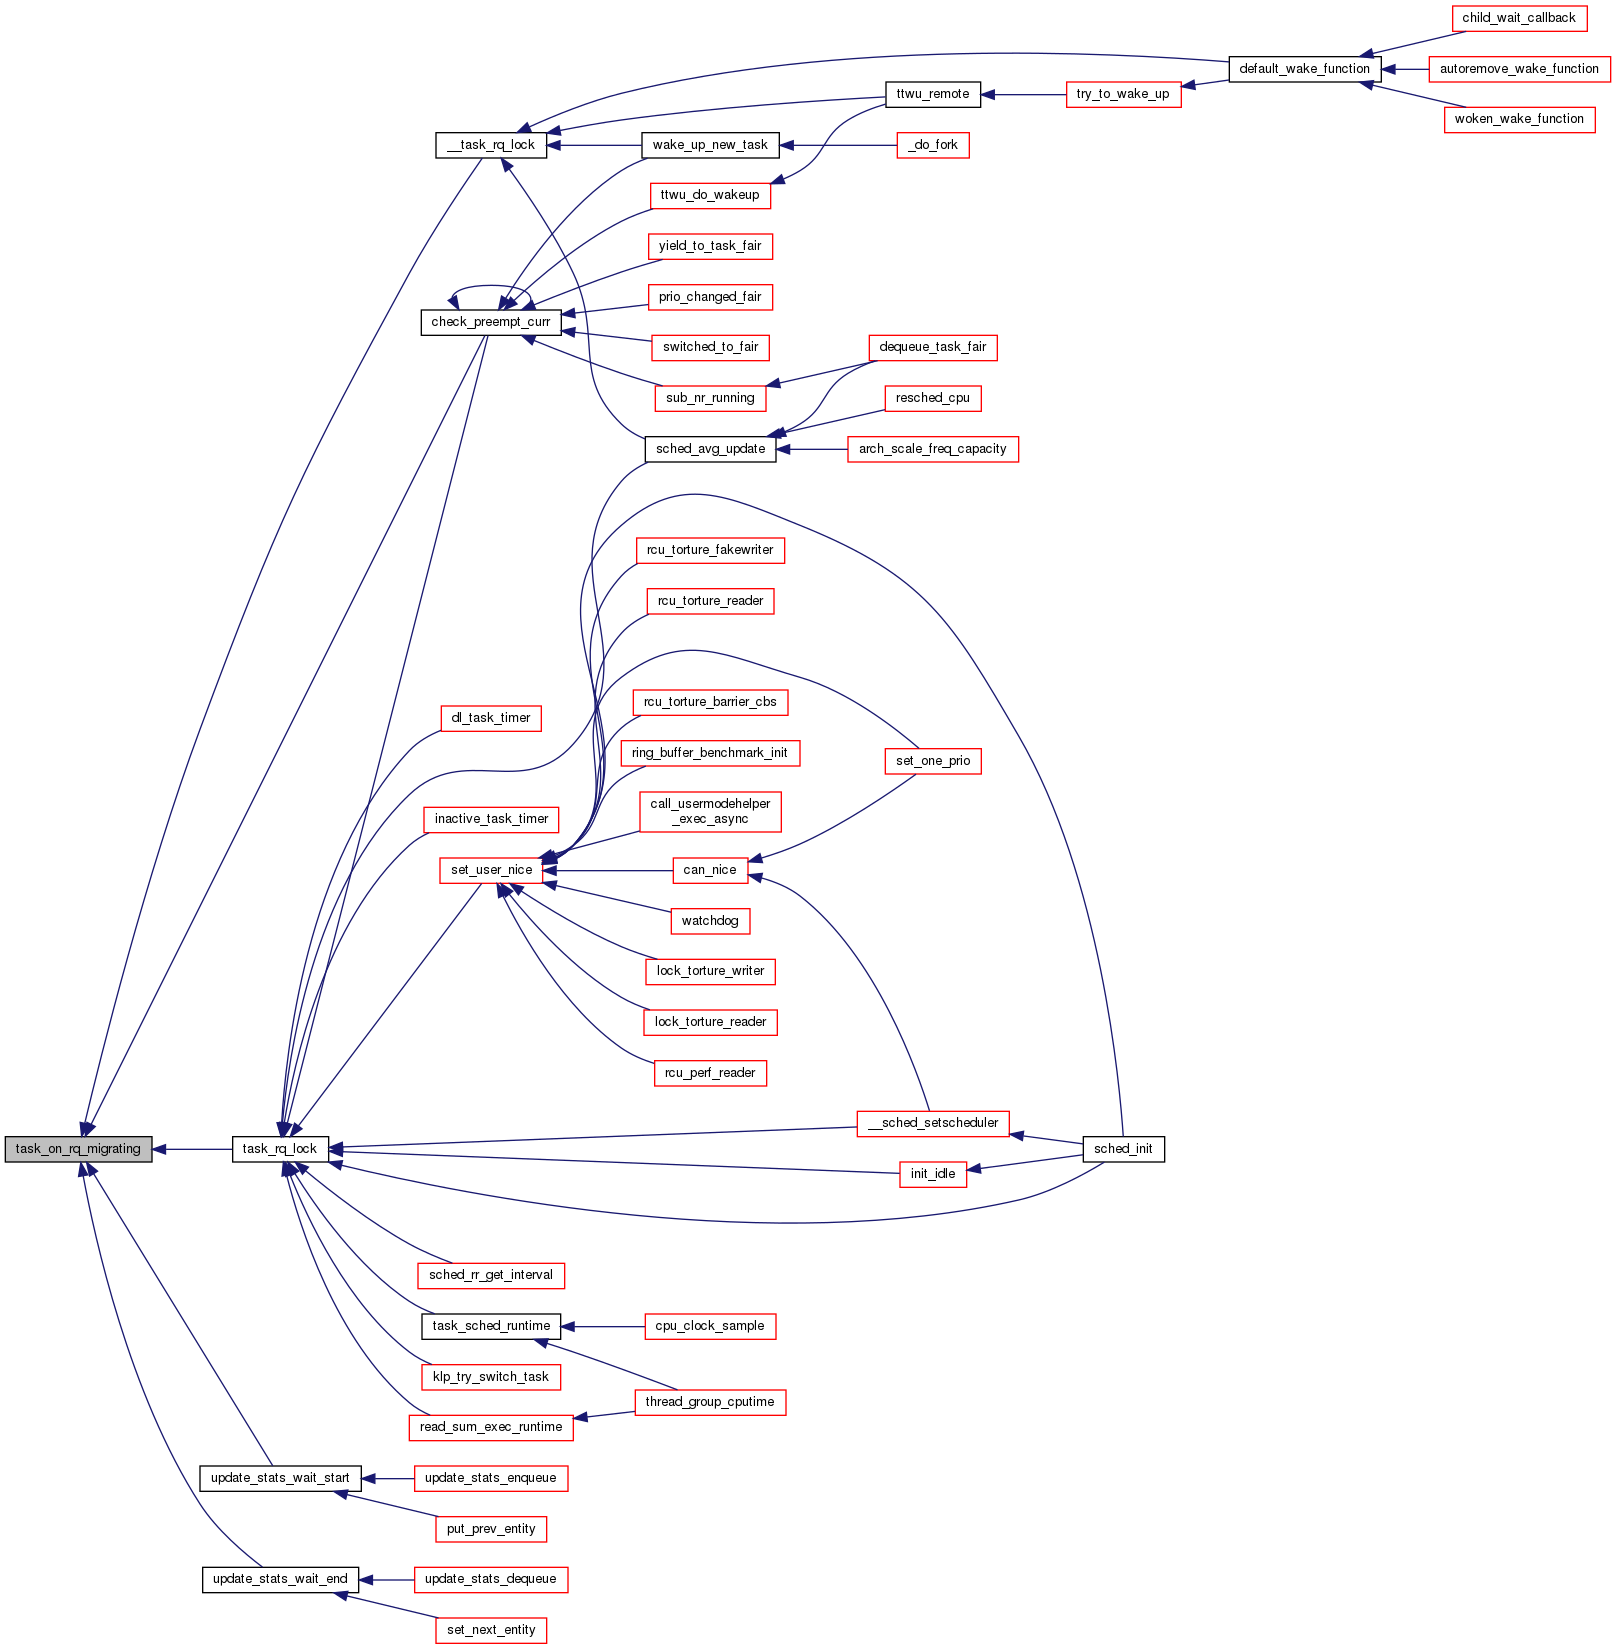 child_wait_callback
default_wake_function
autoremove_wake_function
ttwu_remote
try_to_wake_up
woken_wake_function
__task_rq_lock
wake_up_new_task
_do_fork
ttwu_do_wakeup
yield_to_task_fair
prio_changed_fair
check_preempt_curr
switched_to_fair
dequeue_task_fair
sub_nr_running
resched_cpu
sched_avg_update
arch_scale_freq_capacity
rcu_torture_fakewriter
rcu_torture_reader
rcu_torture_barrier_cbs
dl_task_timer
ring_buffer_benchmark_init
set_one_prio
call_usermodehelper
_exec_async
inactive_task_timer
set_user_nice
can_nice
watchdog
lock_torture_writer
lock_torture_reader
rcu_perf_reader
__sched_setscheduler
task_on_rq_migrating
task_rq_lock
sched_init
init_idle
sched_rr_get_interval
task_sched_runtime
cpu_clock_sample
klp_try_switch_task
thread_group_cputime
read_sum_exec_runtime
update_stats_wait_start
update_stats_enqueue
put_prev_entity
update_stats_wait_end
update_stats_dequeue
set_next_entity